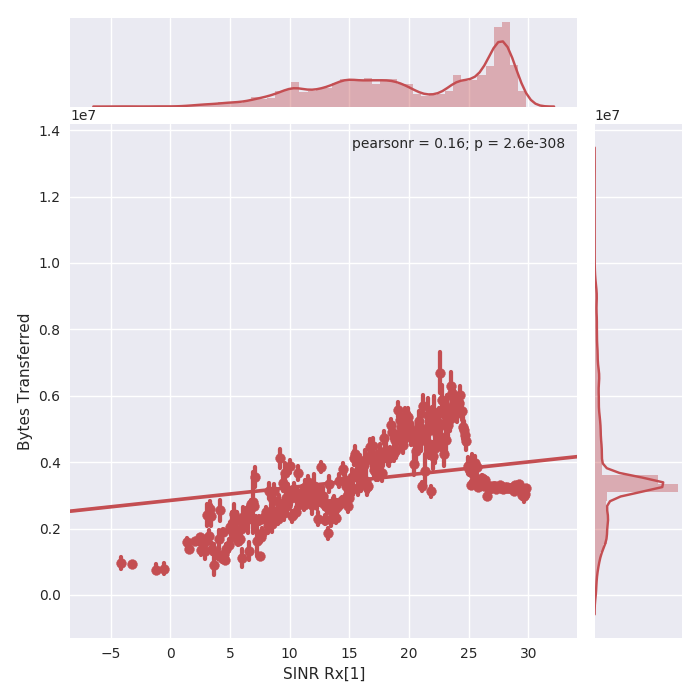 1e7
1e7
pearsonr = 0.16; p = 2.6e-308
1.4
1.2
1.0
0.8
0.6
0.4
0.2
0.0
Bytes Transferred
−5 0 5 10 15 20 25 30
SINR Rx[1]